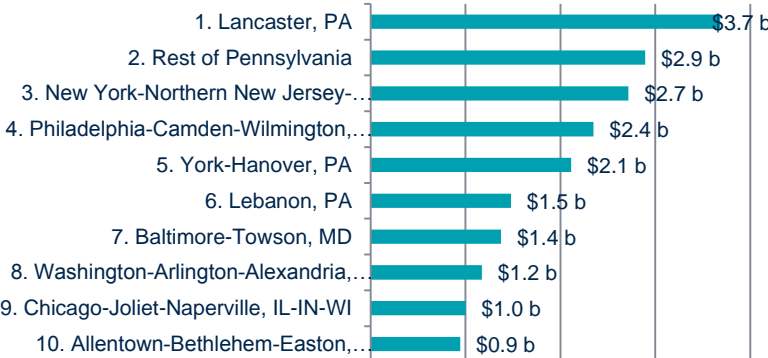 1. Lancaster, PA $3.7 b
2. Rest of Pennsylvania $2.9 b
3. New York-Northern New Jersey-… $2.7 b
4. Philadelphia-Camden-Wilmington,… $2.4 b
5. York-Hanover, PA $2.1 b
6. Lebanon, PA $1.5 b
7. Baltimore-Towson, MD $1.4 b
8. Washington-Arlington-Alexandria,… $1.2 b
9. Chicago-Joliet-Naperville, IL-IN-WI $1.0 b
10. Allentown-Bethlehem-Easton,… $0.9 b